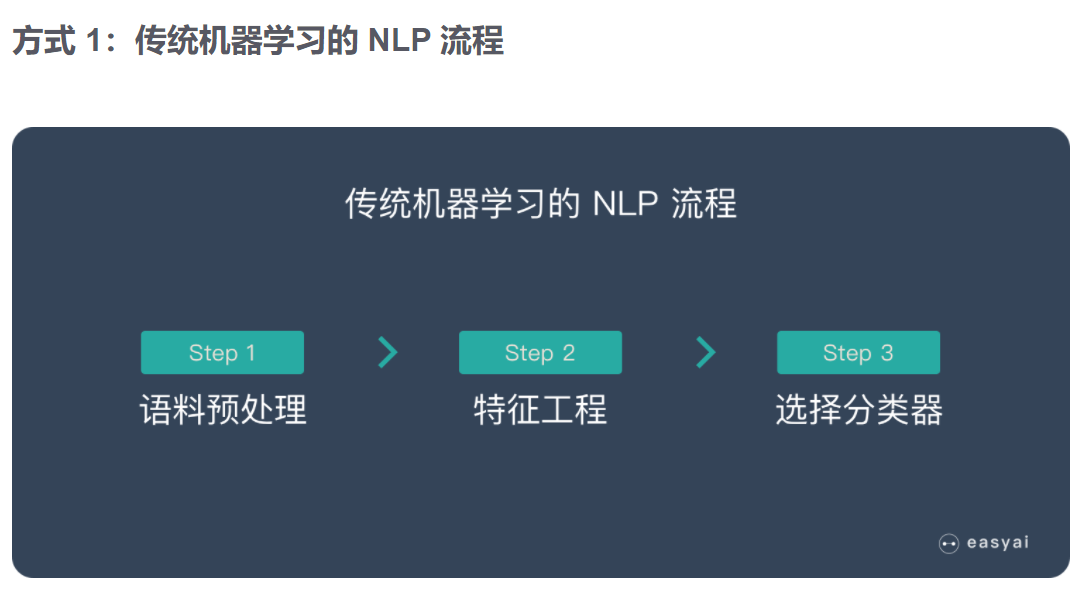 方式 1：传统机器学习的 NLP 流程
传统机器学习的 NLP 流程
Step 1
Step 2
Step 3
语料预处理
特征工程
选择分类器
easyai